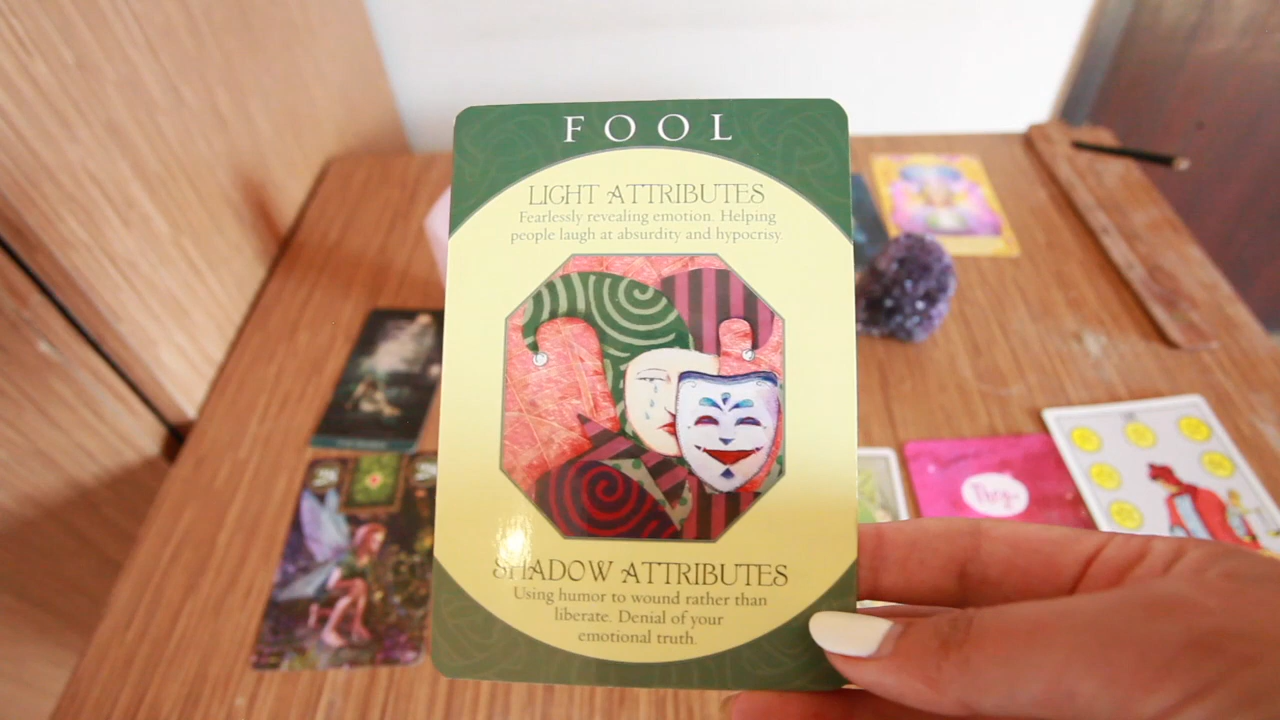 FOOL
LIGHT ATTRIBUTES
Fearlessly revealing emotion. Helping
people laugh at absurdity and hypocrisy.
SHADOW ATTRIBUTES
Using humor to wound rather than
liberate. Denial of your
emotional truth.